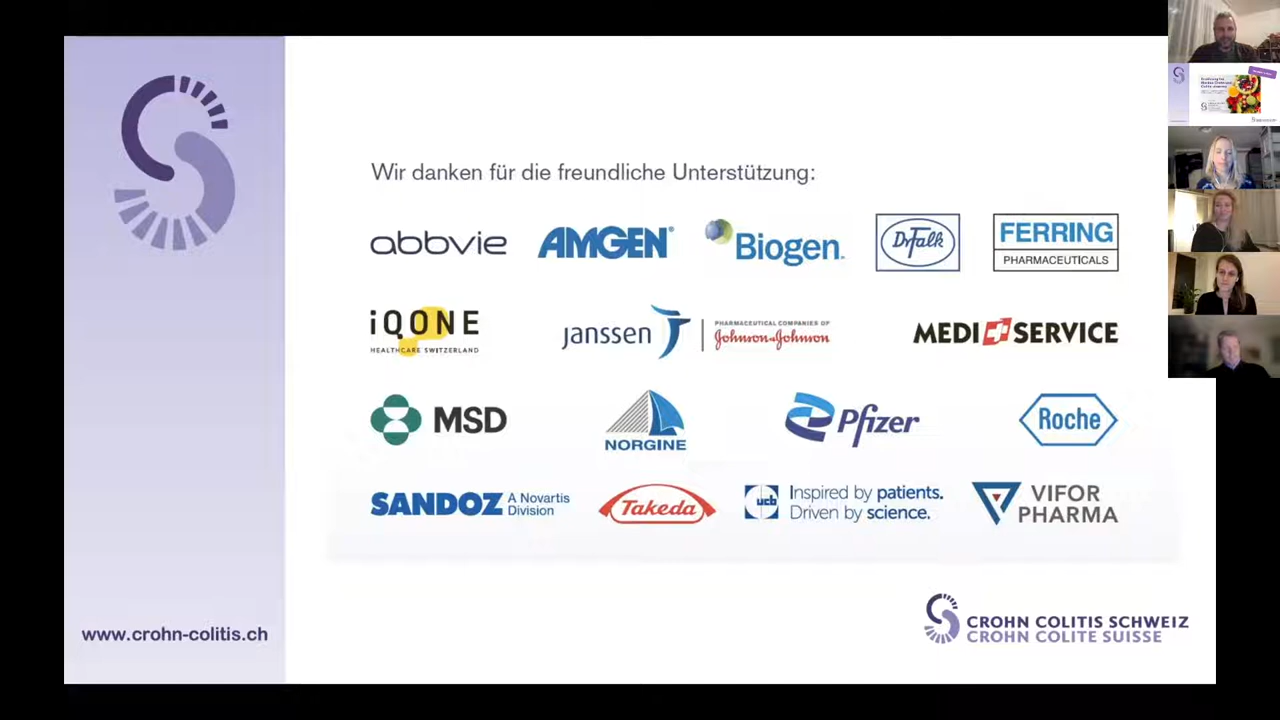 Wir danken für die freundliche Unterstützung:
abbvie
AMGEN®
Biogen.
Dr Falk
FERRING
PHARMACEUTICALS
iQONE
HEALTHCARE SWITZERLAND
janssen
PHARMACEUTICAL COMPANIES OF
Johnson & Johnson
MEDI SERVICE
MSD
NORGINE
Pfizer
Roche
SANDOZ
A Novartis
Division
Takeda
ucb
Inspired by patients.
Driven by science.
VIFOR
PHARMA
www.crohn-colitis.ch
CROHN COLITIS SCHWEIZ
CROHN COLITE SUISSE